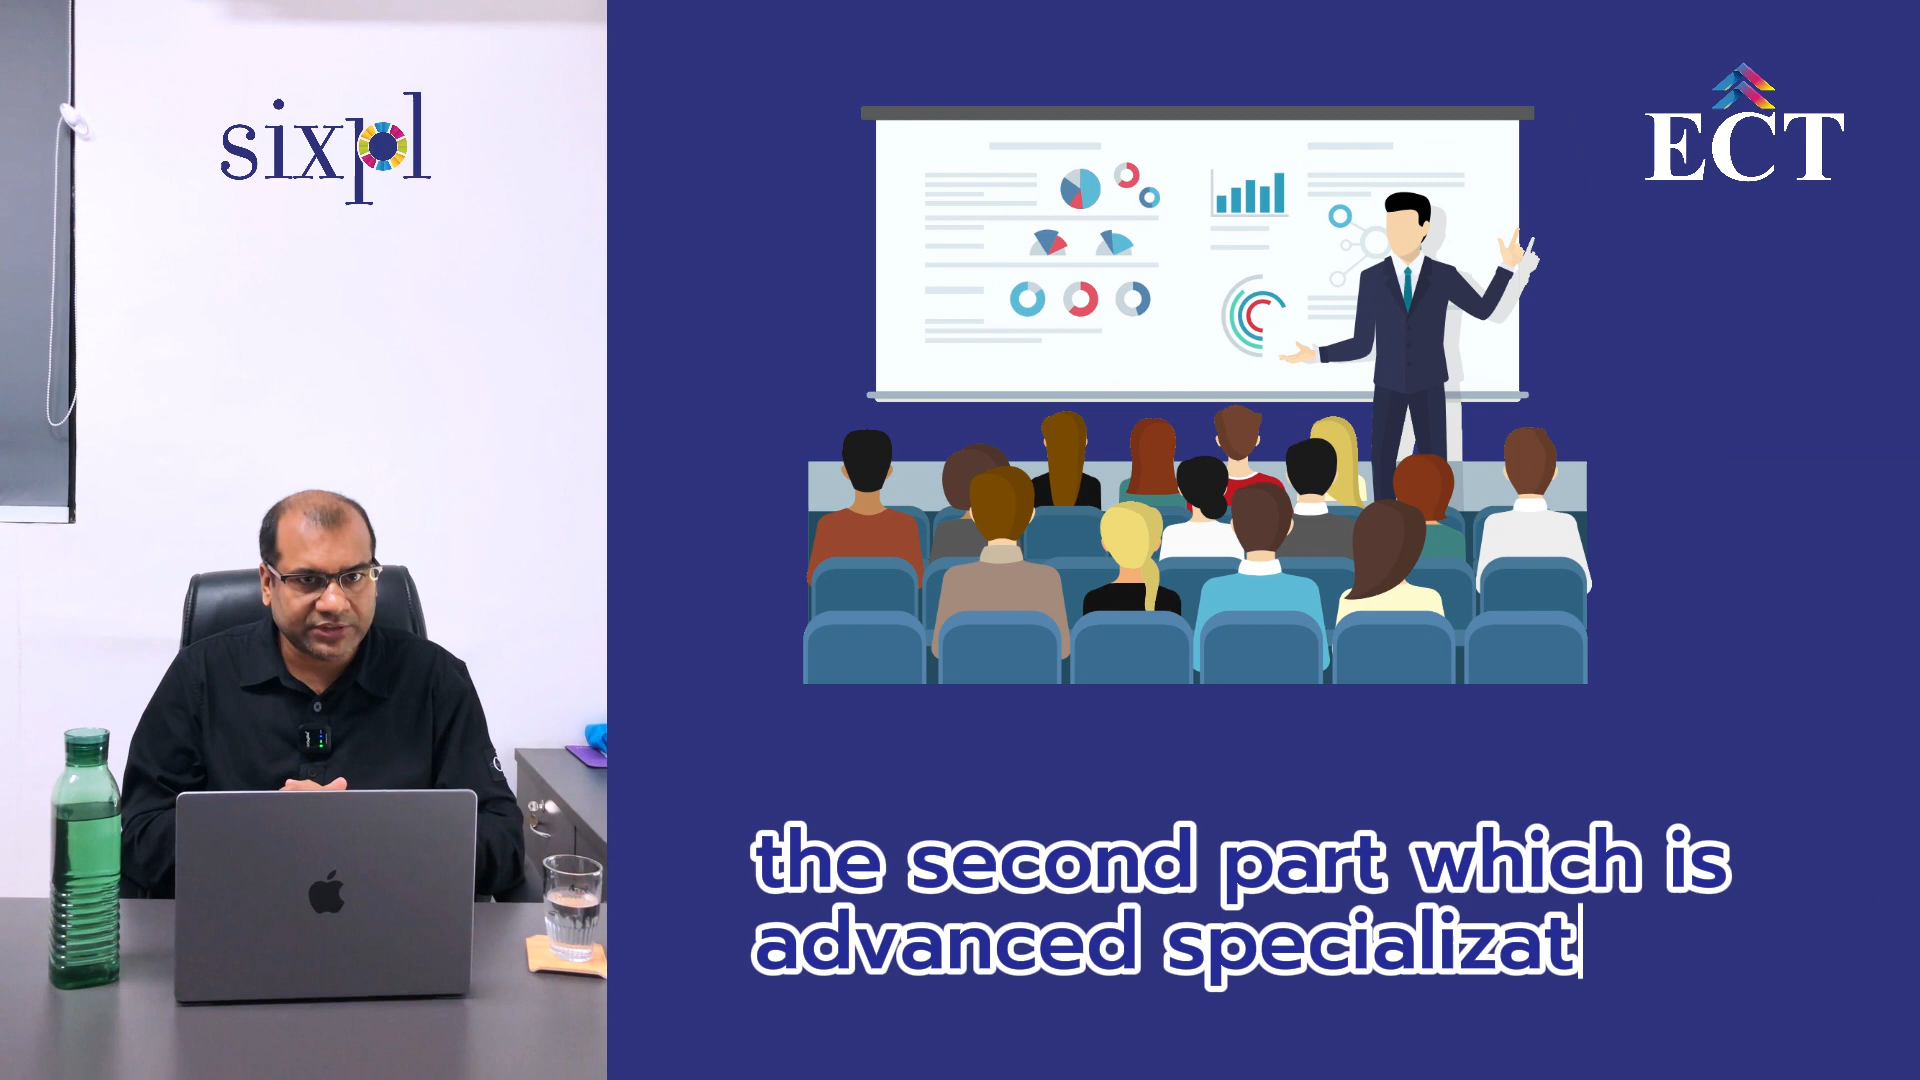 sixpl
ECT
the second part which is
advanced specializat